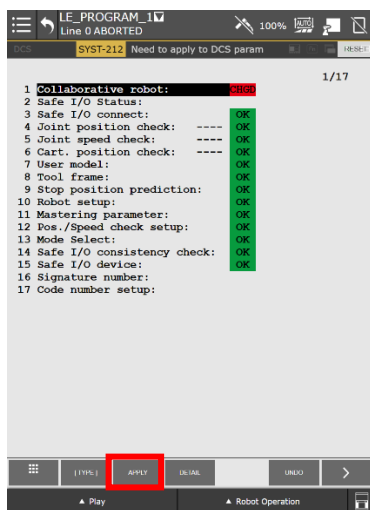 LE_PROGRAM_1
Line 0 ABORTED
100%
AUTO
DCS
SYST-212 Need to apply to DCS param
RESET
1/17
1 Collaborative robot: CHGD
2 Safe I/O Status:
3 Safe I/O connect: OK
4 Joint position check: ---- OK
5 Joint speed check: ---- OK
6 Cart. position check: ---- OK
7 User model: OK
8 Tool frame: OK
9 Stop position prediction: OK
10 Robot setup: OK
11 Mastering parameter: OK
12 Pos./Speed check setup: OK
13 Mode Select: OK
14 Safe I/O consistency check: OK
15 Safe I/O device: OK
16 Signature number:
17 Code number setup:
[TYPE] APPLY DETAIL UNDO >
▲ Play ▲ Robot Operation